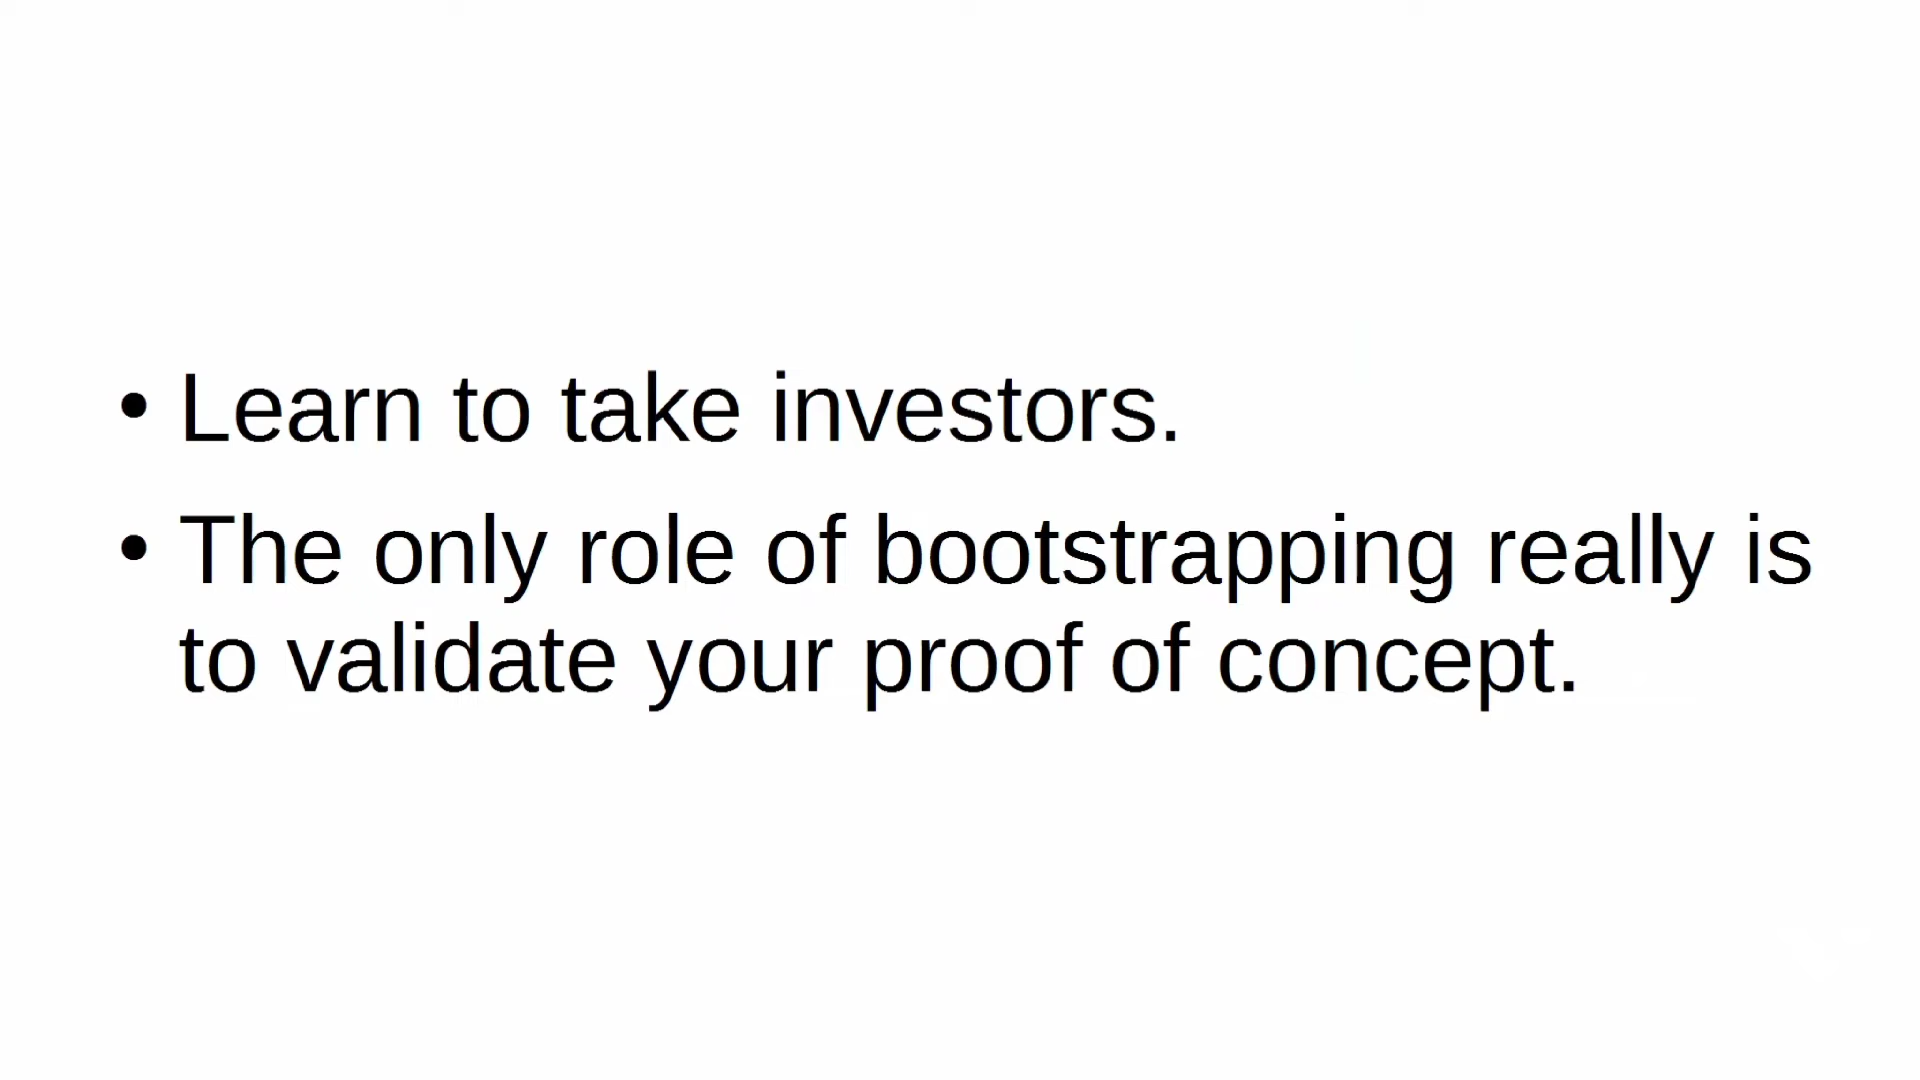 • Learn to take investors.
• The only role of bootstrapping really is
to validate your proof of concept.